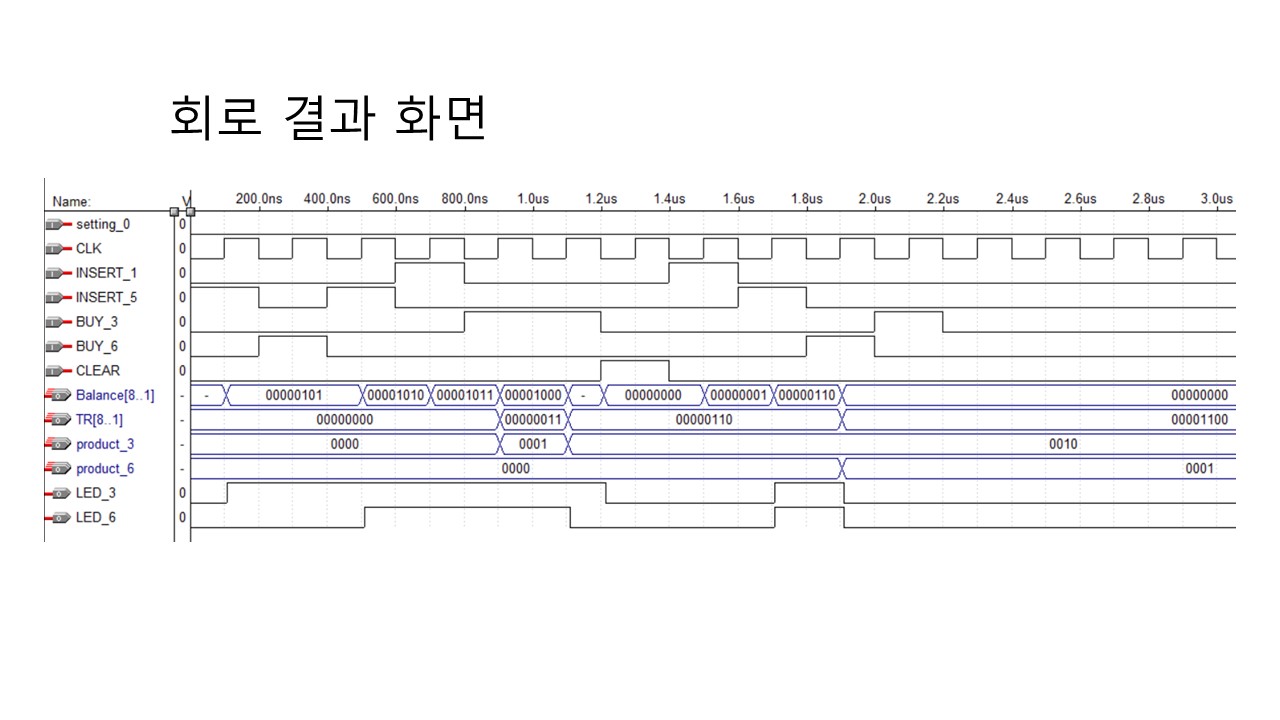 회로 결과 화면
Name: V 200.0ns 400.0ns 600.0ns 800.0ns 1.0us 1.2us 1.4us 1.6us 1.8us 2.0us 2.2us 2.4us 2.6us 2.8us 3.0us
setting_0 0
CLK 0
INSERT_1 0
INSERT_5 0
BUY_3 0
BUY_6 0
CLEAR 0
Balance[8..1] - - 00000101 00001010 00001011 00001000 - 00000000 00000001 00000110 00000000
TR[8..1] - 00000000 00000011 00000110 00001100
product_3 - 0000 0001 0010
product_6 - 0000 0001
LED_3 0
LED_6 0